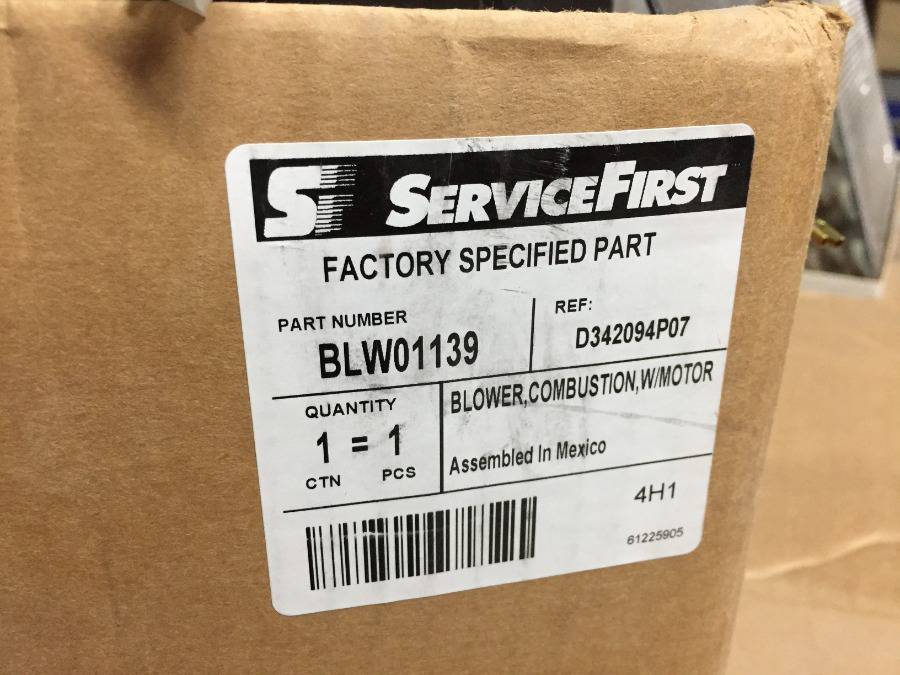 SF SERVICEFIRST
FACTORY SPECIFIED PART
PART NUMBER
BLW01139
REF:
D342094P07
QUANTITY
1 = 1
CTN PCS
BLOWER,COMBUSTION,W/MOTOR
Assembled In Mexico
4H1
61225905